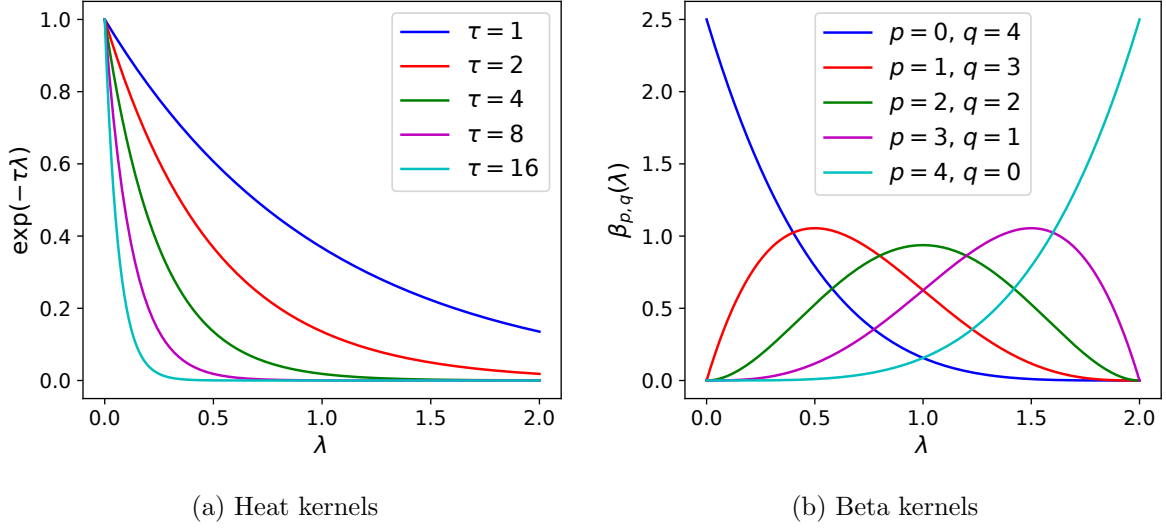 1.0
0.8
0.6
0.4
0.2
0.0
exp(−τλ)
τ = 1
τ = 2
τ = 4
τ = 8
τ = 16
0.0 0.5 1.0 1.5 2.0
λ
(a) Heat kernels
2.5
2.0
1.5
1.0
0.5
0.0
β_{p,q}(λ)
p = 0, q = 4
p = 1, q = 3
p = 2, q = 2
p = 3, q = 1
p = 4, q = 0
0.0 0.5 1.0 1.5 2.0
λ
(b) Beta kernels